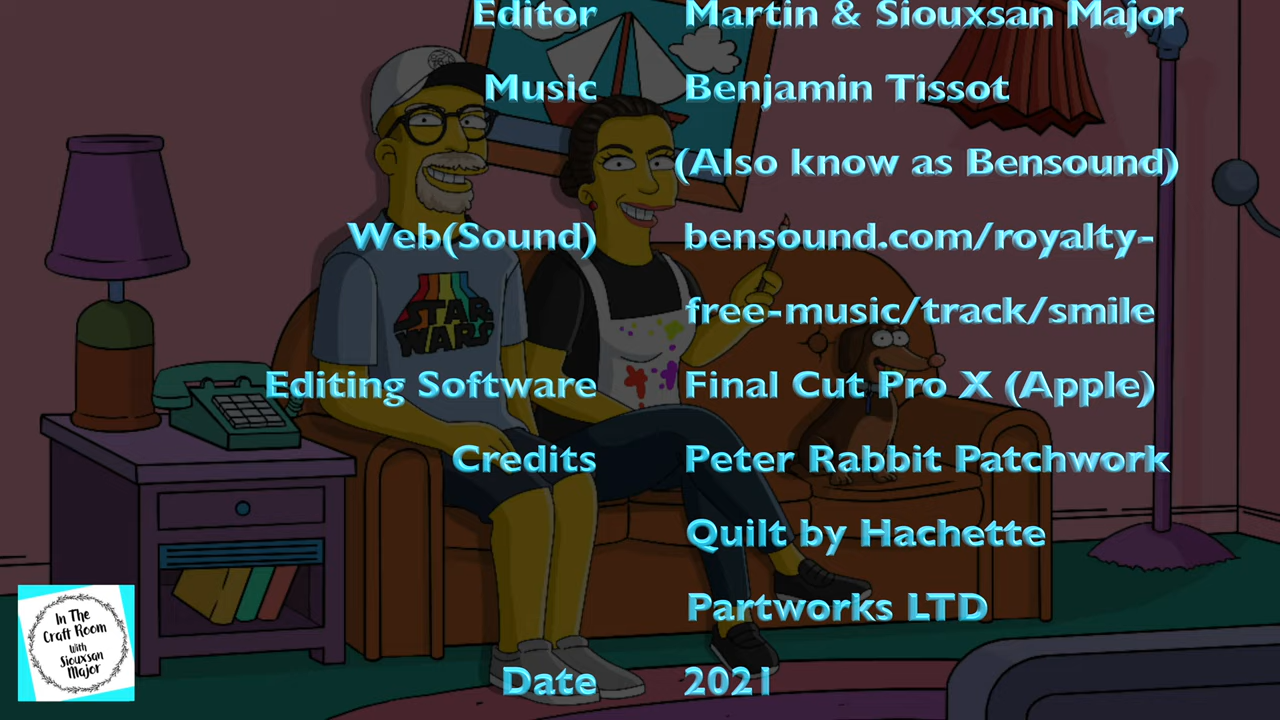 Editor Martin & Siouxsan Major
Music Benjamin Tissot
(Also know as Bensound)
Web(Sound) bensound.com/royalty-
free-music/track/smile
Editing Software Final Cut Pro X (Apple)
Credits Peter Rabbit Patchwork
Quilt by Hachette
Partworks LTD
Date 2021
STAR
WARS
In The
Craft Room
With
Siouxsan
Major